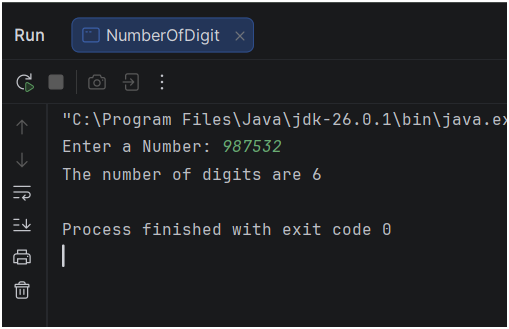 Run NumberOfDigit
"C:\Program Files\Java\jdk-26.0.1\bin\java.ex
Enter a Number: 987532
The number of digits are 6
Process finished with exit code 0